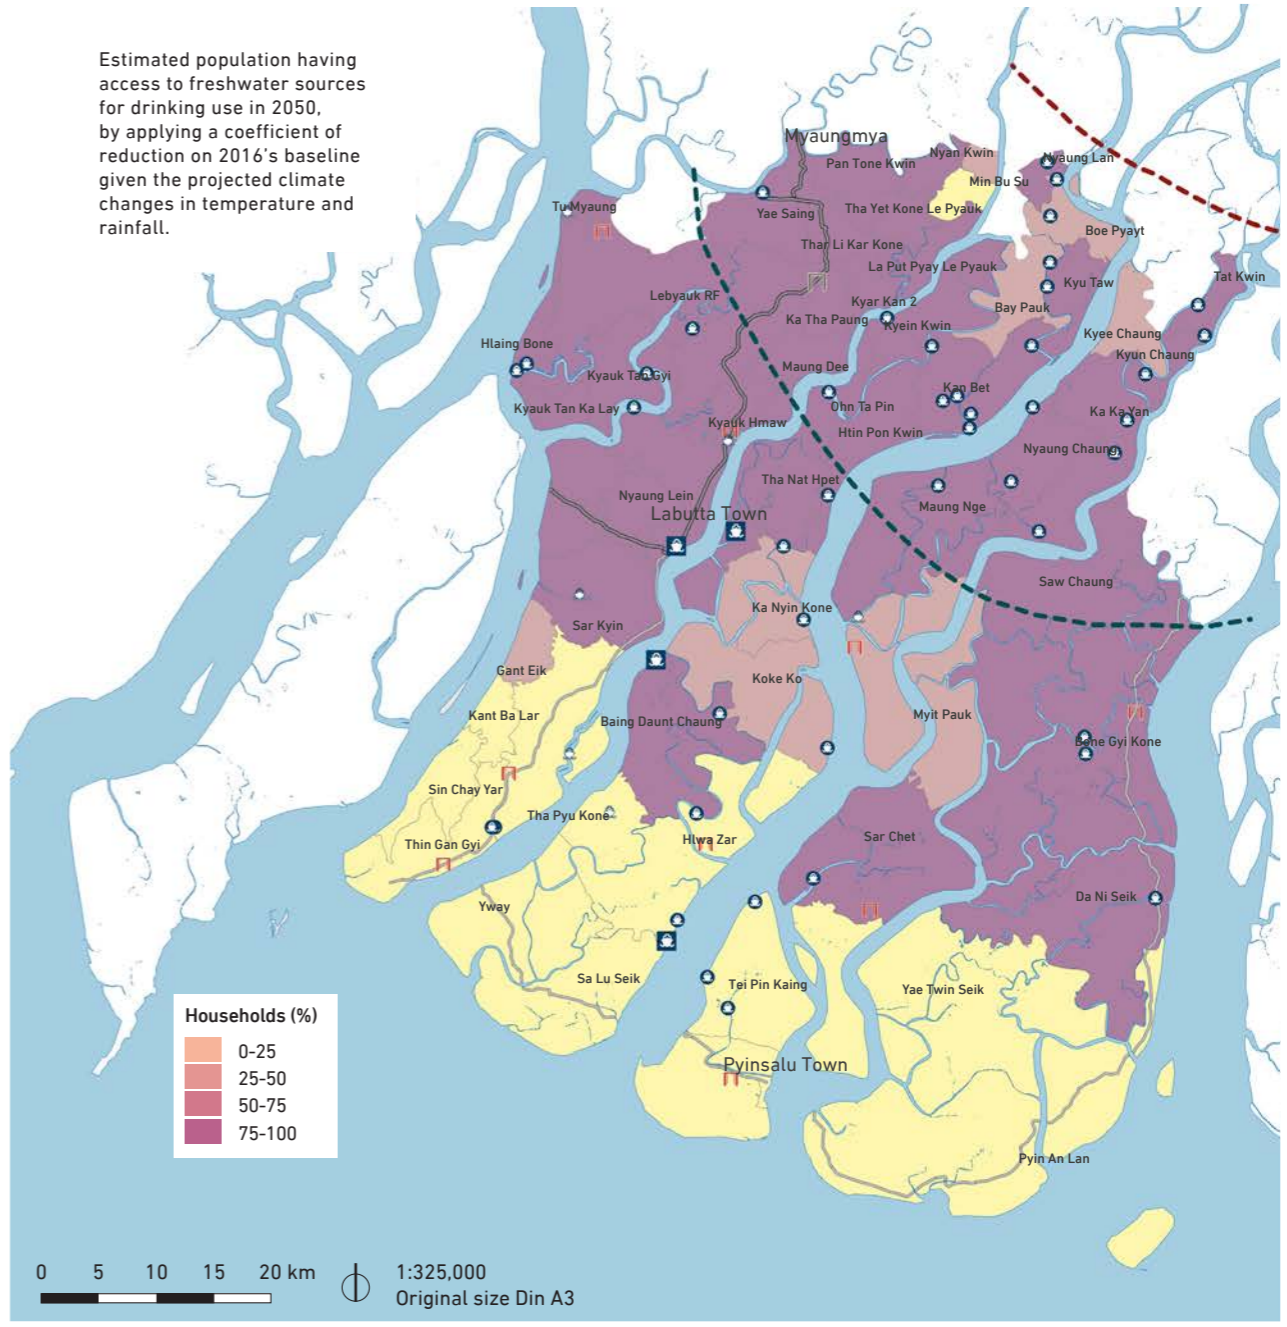 Estimated population having
access to freshwater sources
for drinking use in 2050,
by applying a coefficient of
reduction on 2016's baseline
given the projected climate
changes in temperature and
rainfall.
Myaungmya
Nyan Kwin
Nyaung Lan
Pan Tone Kwin
Min Bu Su
Tu Myaung
Yae Saing
Tha Yet Kone Le Pyauk
Boe Pyayt
Thar Li Kar Kone
La Put Pyay Le Pyauk
Tat Kwin
Kyu Taw
Lebyauk RF
Kyar Kan 2
Bay Pauk
Ka Tha Paung
Kyein Kwin
Kyee Chaung
Hlaing Bone
Kyun Chaung
Maung Dee
Kyauk Tan Gyi
Kan Bet
Kyauk Tan Ka Lay
Ohn Ta Pin
Ka Ka Yan
Kyauk Hmaw
Htin Pon Kwin
Nyaung Chaung
Tha Nat Hpet
Nyaung Lein
Maung Nge
Labutta Town
Saw Chaung
Ka Nyin Kone
Sar Kyin
Gant Eik
Koke Ko
Kant Ba Lar
Baing Daunt Chaung
Myit Pauk
Bone Gyi Kone
Sin Chay Yar
Tha Pyu Kone
Thin Gan Gyi
Hlwa Zar
Sar Chet
Yway
Da Ni Seik
Sa Lu Seik
Tei Pin Kaing
Yae Twin Seik
Pyinsalu Town
Pyin An Lan
Households (%)
0-25
25-50
50-75
75-100
0 5 10 15 20 km
1:325,000
Original size Din A3